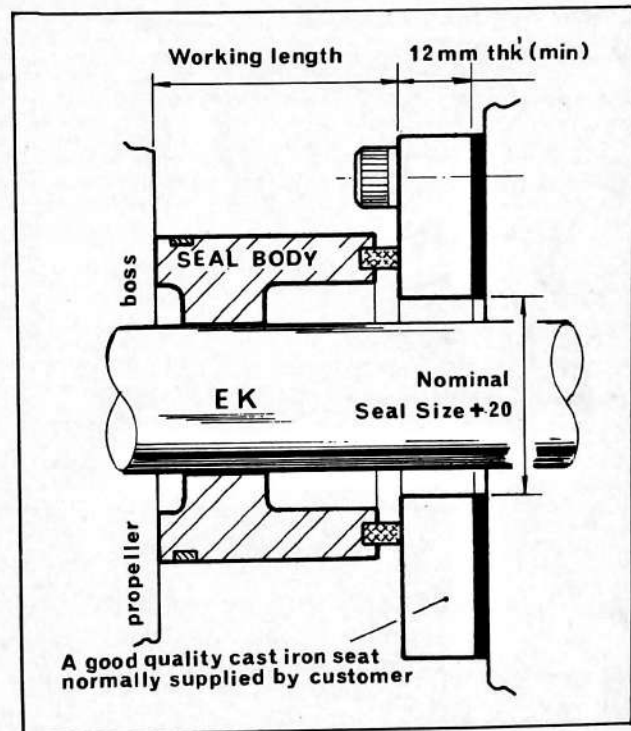 Working length
12mm thk' (min)
SEAL BODY
boss
EK
Nominal
Seal Size + 20
propeller
A good quality cast iron seat
normally supplied by customer